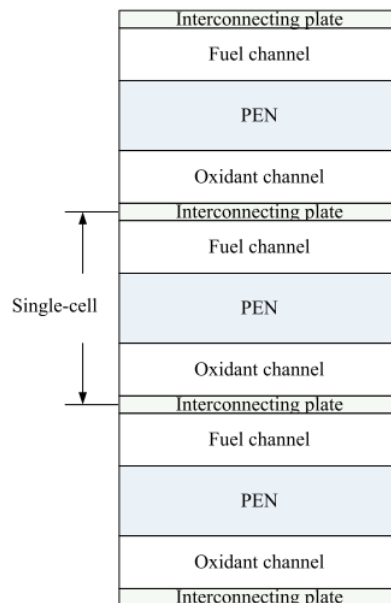 Interconnecting plate
Fuel channel
PEN
Oxidant channel
Interconnecting plate
Fuel channel
Single-cell
PEN
Oxidant channel
Interconnecting plate
Fuel channel
PEN
Oxidant channel
Interconnecting plate